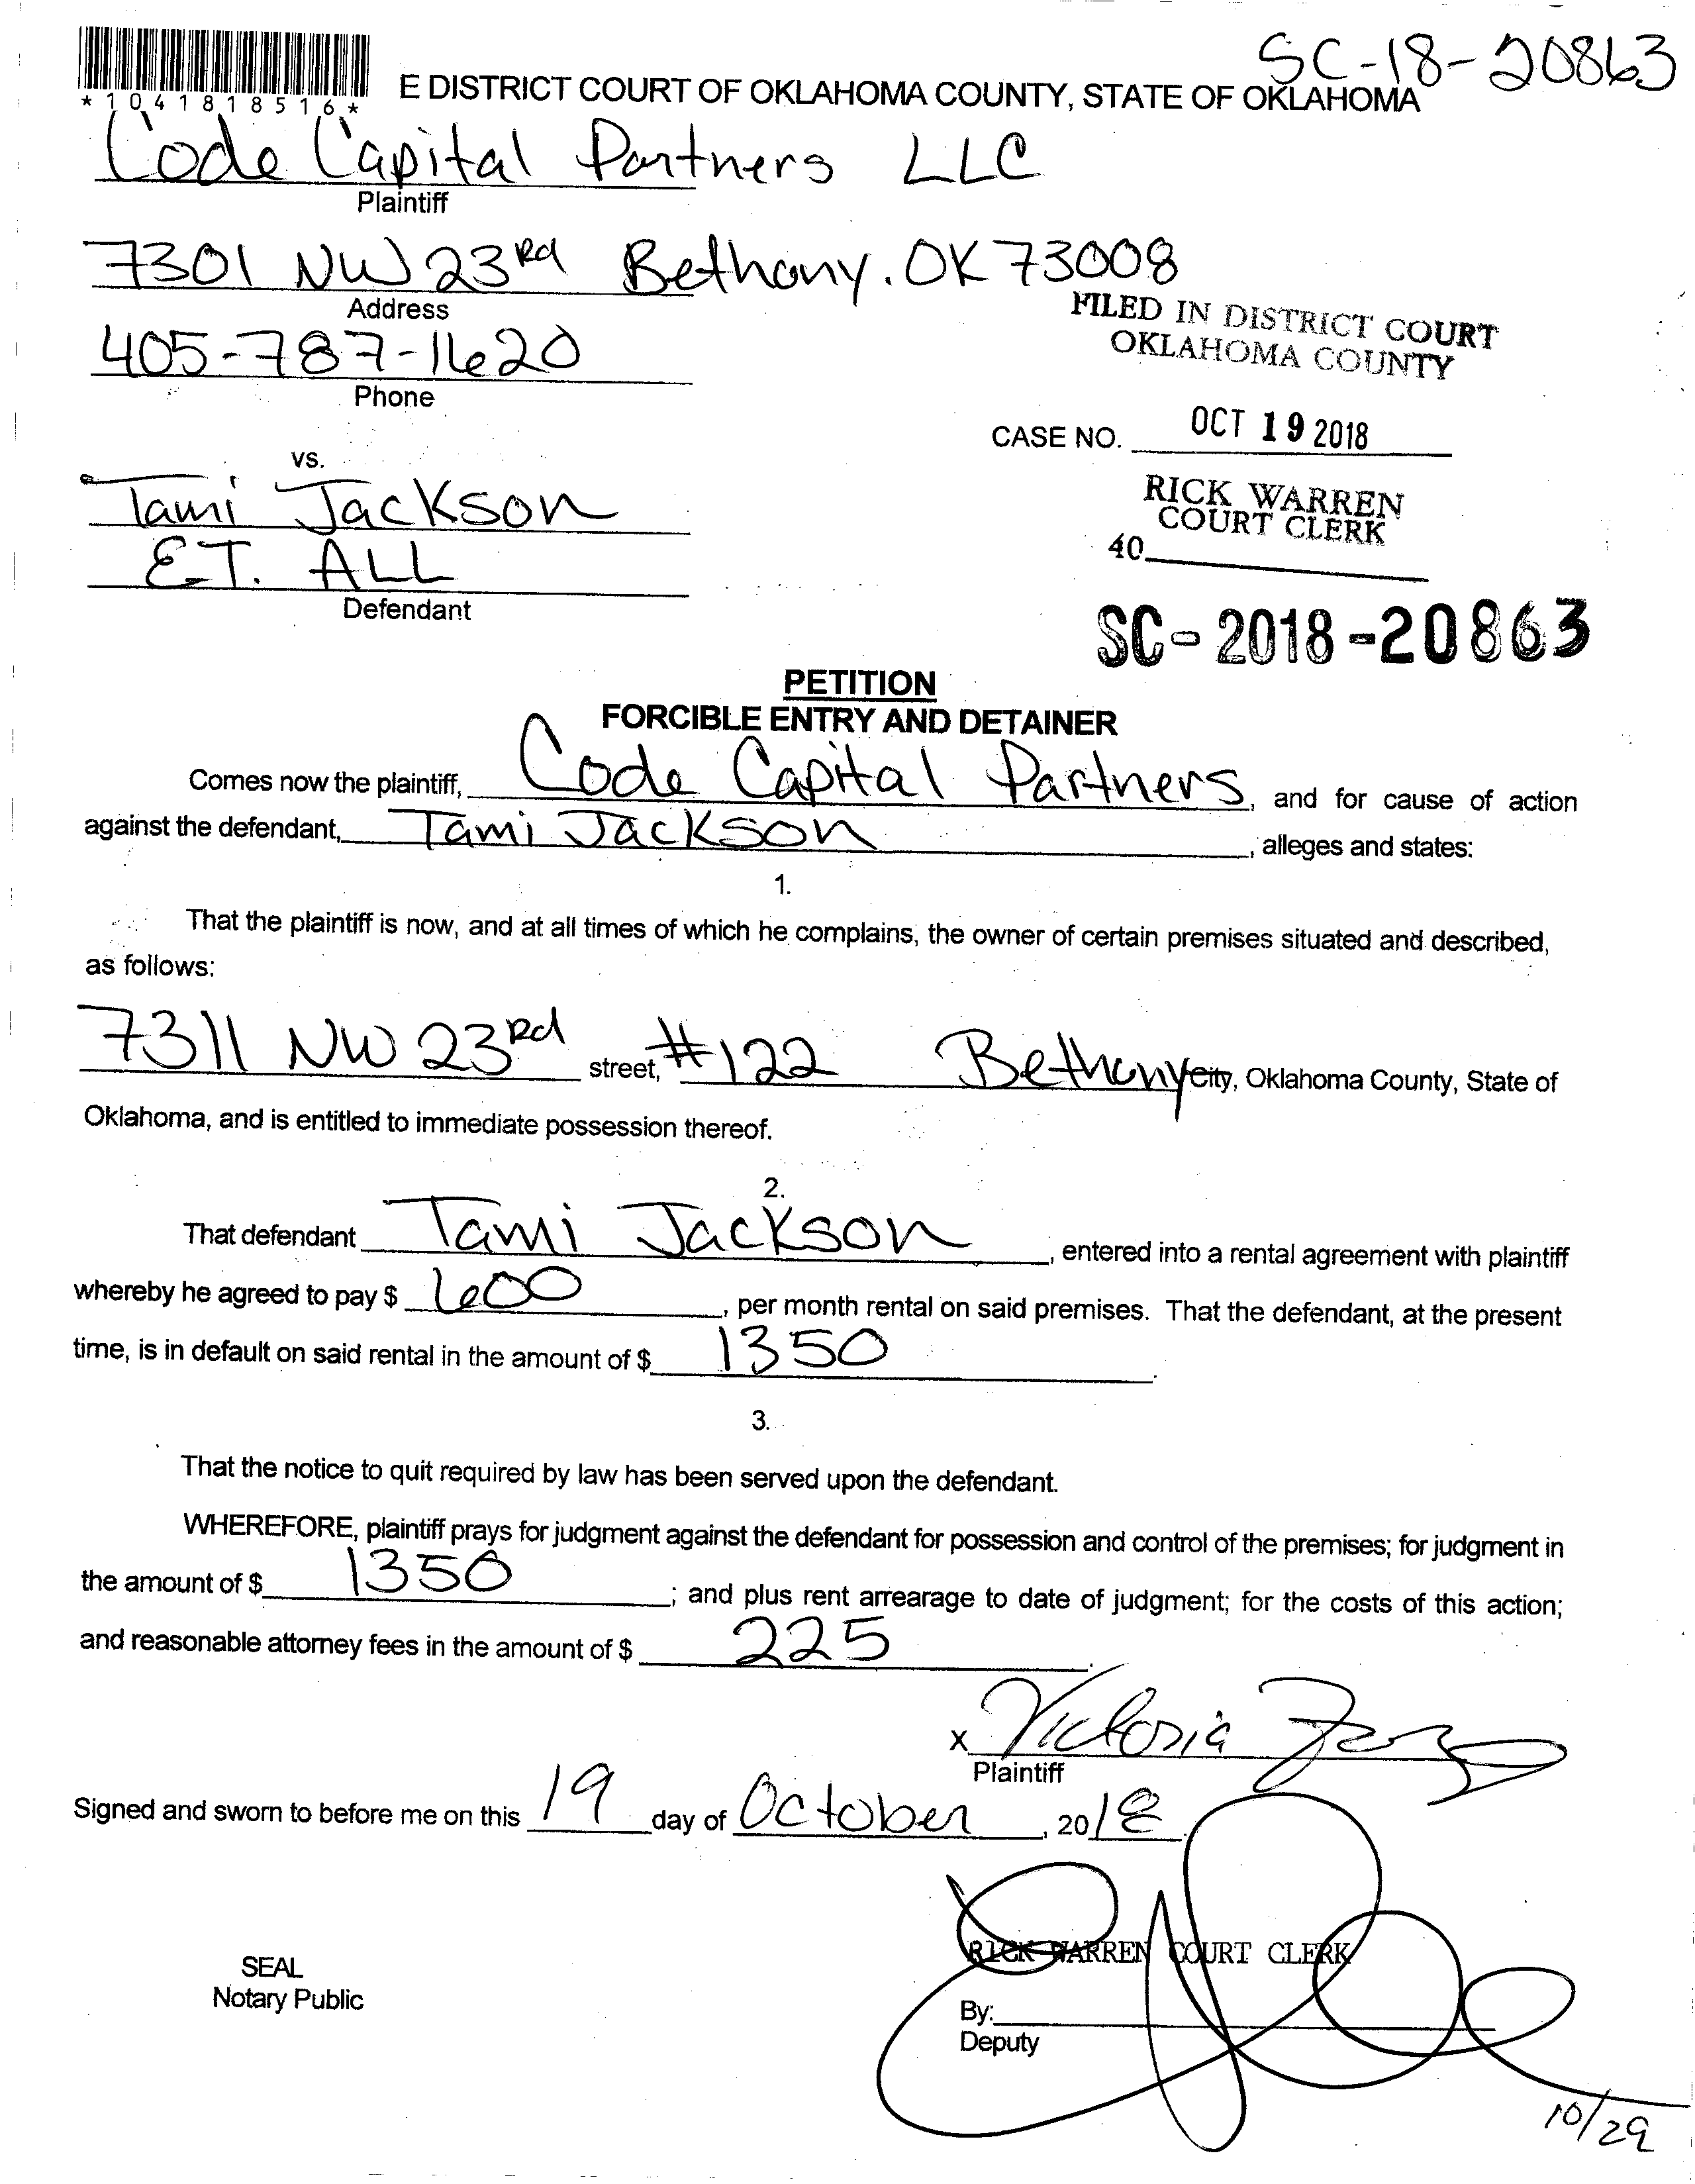 SC-18-20863
*1041818516*
E DISTRICT COURT OF OKLAHOMA COUNTY, STATE OF OKLAHOMA
Code Capital Partners LLC
Plaintiff
7301 NW 23Rd Bethany, OK 73008
Address
FILED IN DISTRICT COURT
OKLAHOMA COUNTY
405-787-1620
Phone
CASE NO. OCT 19 2018
vs.
RICK WARREN
COURT CLERK
40
Tami Jackson
E.T. ALL
Defendant
SC-2018-20863
PETITION
FORCIBLE ENTRY AND DETAINER
Comes now the plaintiff, Code Capital Partners, and for cause of action
against the defendant, Tami Jackson, alleges and states:
1.
That the plaintiff is now, and at all times of which he complains, the owner of certain premises situated and described,
as follows:
7311 NW 23Rd street, #122 Bethany City, Oklahoma County, State of
Oklahoma, and is entitled to immediate possession thereof.
2.
That defendant Tami Jackson, entered into a rental agreement with plaintiff
whereby he agreed to pay $ 600, per month rental on said premises. That the defendant, at the present
time, is in default on said rental in the amount of $ 1350.
3.
That the notice to quit required by law has been served upon the defendant.
WHEREFORE, plaintiff prays for judgment against the defendant for possession and control of the premises; for judgment in
the amount of $ 1350; and plus rent arrearage to date of judgment; for the costs of this action;
and reasonable attorney fees in the amount of $ 225.
x Victoria
Plaintiff
Signed and sworn to before me on this 19 day of October, 2018.
RICK WARREN COURT CLERK
SEAL
Notary Public
By:
Deputy
10/29